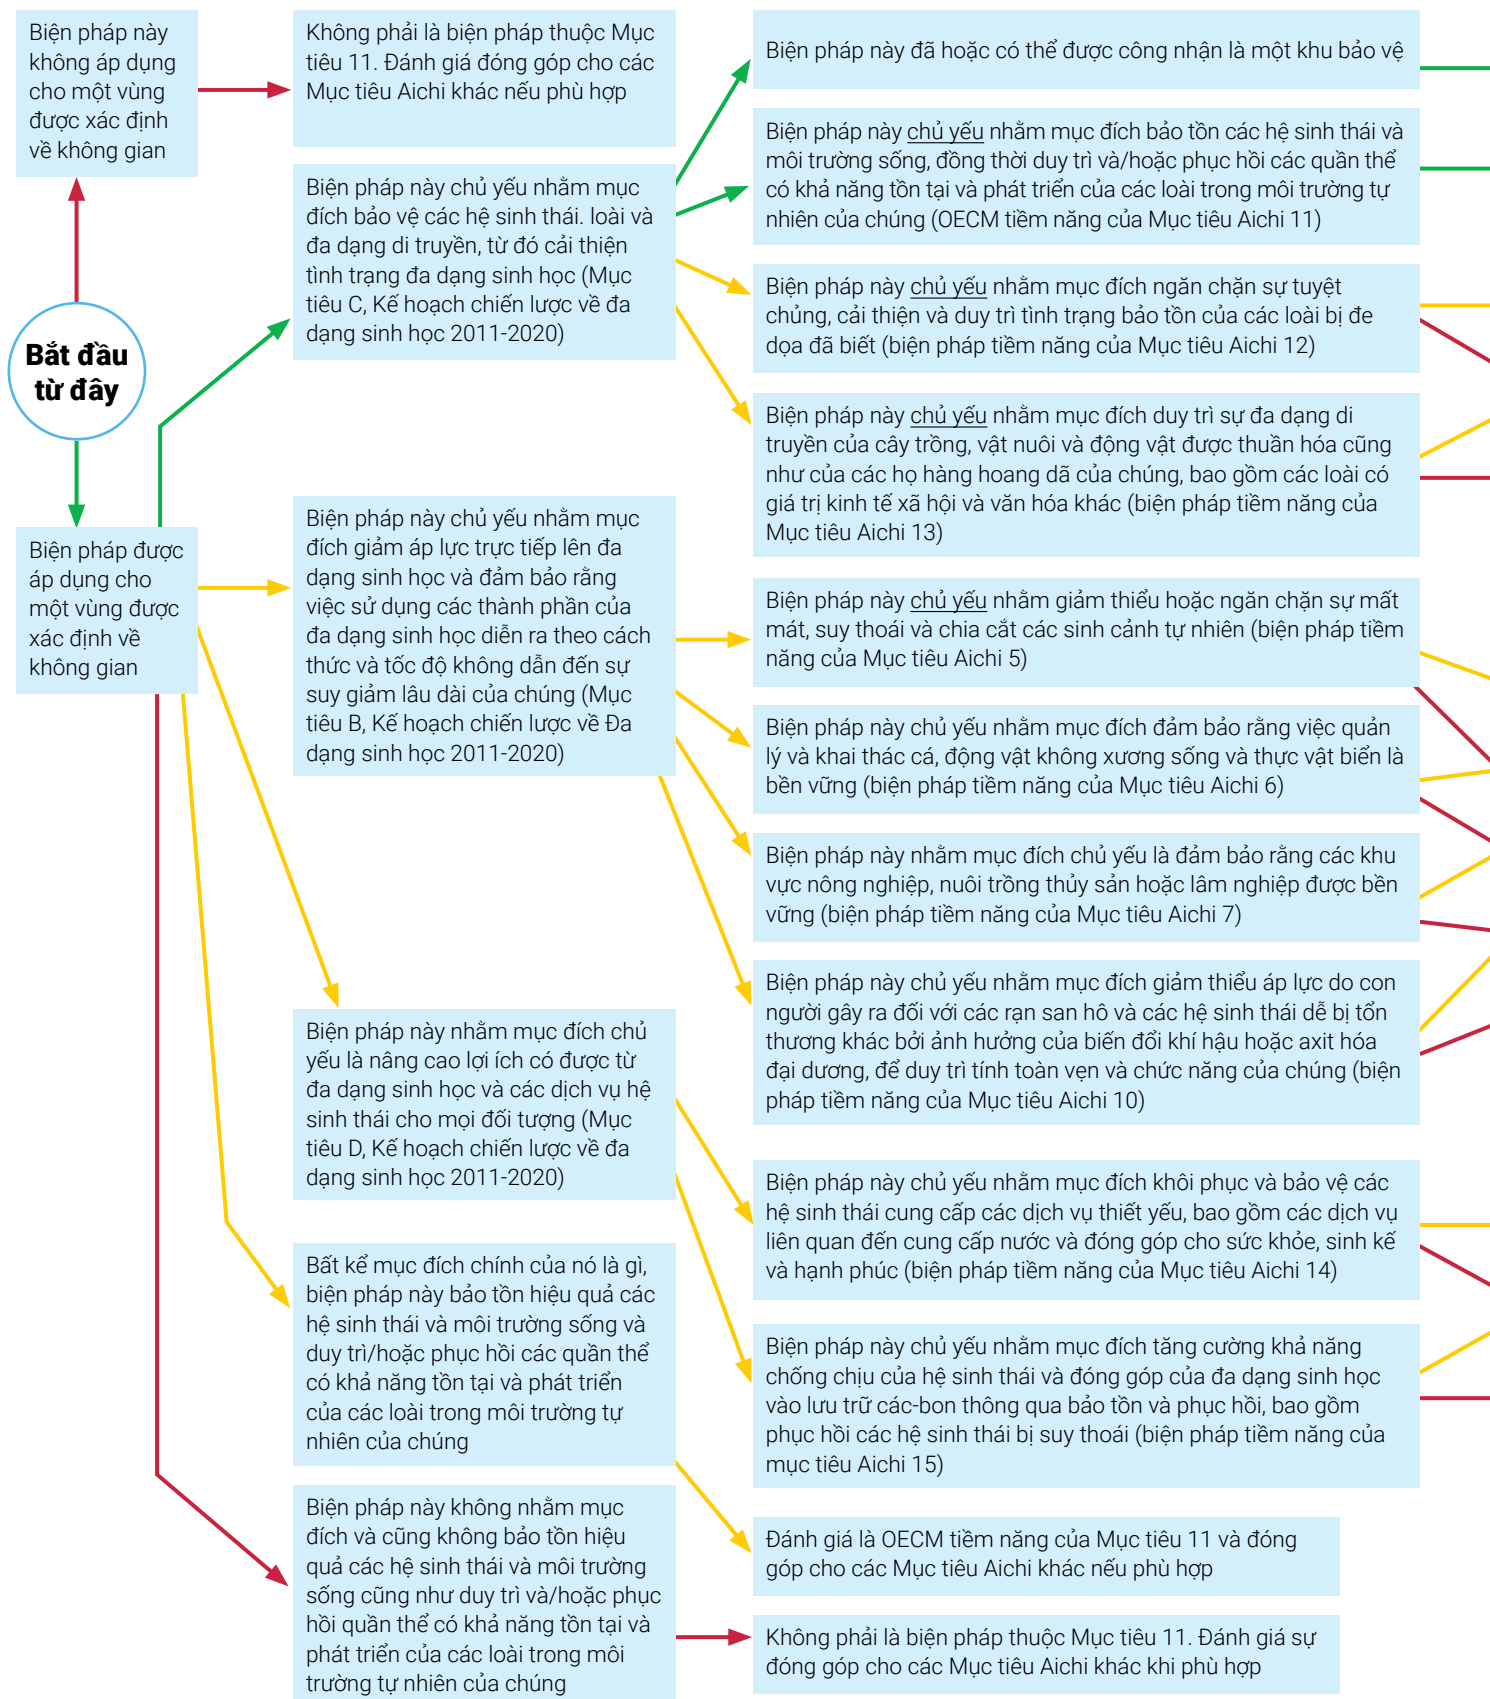 Biện pháp này
không áp dụng
cho một vùng
được xác định
về không gian
Bắt đầu
từ đây
Biện pháp được
áp dụng cho
một vùng được
xác định về
không gian
Không phải là biện pháp thuộc Mục
tiêu 11. Đánh giá đóng góp cho các
Mục tiêu Aichi khác nếu phù hợp
Biện pháp này chủ yếu nhằm mục
đích bảo vệ các hệ sinh thái. loài và
đa dạng di truyền, từ đó cải thiện
tình trạng đa dạng sinh học (Mục
tiêu C, Kế hoạch chiến lược về đa
dạng sinh học 2011-2020)
Biện pháp này chủ yếu nhằm mục
đích giảm áp lực trực tiếp lên đa
dạng sinh học và đảm bảo rằng
việc sử dụng các thành phần của
đa dạng sinh học diễn ra theo cách
thức và tốc độ không dẫn đến sự
suy giảm lâu dài của chúng (Mục
tiêu B, Kế hoạch chiến lược về Đa
dạng sinh học 2011-2020)
Biện pháp này nhằm mục đích chủ
yếu là nâng cao lợi ích có được từ
đa dạng sinh học và các dịch vụ hệ
sinh thái cho mọi đối tượng (Mục
tiêu D, Kế hoạch chiến lược về đa
dạng sinh học 2011-2020)
Bất kể mục đích chính của nó là gì,
biện pháp này bảo tồn hiệu quả các
hệ sinh thái và môi trường sống và
duy trì/hoặc phục hồi các quần thể
có khả năng tồn tại và phát triển
của các loài trong môi trường tự
nhiên của chúng
Biện pháp này không nhằm mục
đích và cũng không bảo tồn hiệu
quả các hệ sinh thái và môi trường
sống cũng như duy trì và/hoặc phục
hồi quần thể có khả năng tồn tại và
phát triển của các loài trong môi
trường tự nhiên của chúng
Biện pháp này đã hoặc có thể được công nhận là một khu bảo vệ
Biện pháp này chủ yếu nhằm mục đích bảo tồn các hệ sinh thái và
môi trường sống, đồng thời duy trì và/hoặc phục hồi các quần thể
có khả năng tồn tại và phát triển của các loài trong môi trường tự
nhiên của chúng (OECM tiềm năng của Mục tiêu Aichi 11)
Biện pháp này chủ yếu nhằm mục đích ngăn chặn sự tuyệt
chủng, cải thiện và duy trì tình trạng bảo tồn của các loài bị đe
dọa đã biết (biện pháp tiềm năng của Mục tiêu Aichi 12)
Biện pháp này chủ yếu nhằm mục đích duy trì sự đa dạng di
truyền của cây trồng, vật nuôi và động vật được thuần hóa cũng
như của các họ hàng hoang dã của chúng, bao gồm các loài có
giá trị kinh tế xã hội và văn hóa khác (biện pháp tiềm năng của
Mục tiêu Aichi 13)
Biện pháp này chủ yếu nhằm giảm thiểu hoặc ngăn chặn sự mất
mát, suy thoái và chia cắt các sinh cảnh tự nhiên (biện pháp tiềm
năng của Mục tiêu Aichi 5)
Biện pháp này chủ yếu nhằm mục đích đảm bảo rằng việc quản
lý và khai thác cá, động vật không xương sống và thực vật biển là
bền vững (biện pháp tiềm năng của Mục tiêu Aichi 6)
Biện pháp này nhằm mục đích chủ yếu là đảm bảo rằng các khu
vực nông nghiệp, nuôi trồng thủy sản hoặc lâm nghiệp được bền
vững (biện pháp tiềm năng của Mục tiêu Aichi 7)
Biện pháp này chủ yếu nhằm mục đích giảm thiểu áp lực do con
người gây ra đối với các rạn san hô và các hệ sinh thái dễ bị tổn
thương khác bởi ảnh hưởng của biến đổi khí hậu hoặc axit hóa
đại dương, để duy trì tính toàn vẹn và chức năng của chúng (biện
pháp tiềm năng của Mục tiêu Aichi 10)
Biện pháp này chủ yếu nhằm mục đích khôi phục và bảo vệ các
hệ sinh thái cung cấp các dịch vụ thiết yếu, bao gồm các dịch vụ
liên quan đến cung cấp nước và đóng góp cho sức khỏe, sinh kế
và hạnh phúc (biện pháp tiềm năng của Mục tiêu Aichi 14)
Biện pháp này chủ yếu nhằm mục đích tăng cường khả năng
chống chịu của hệ sinh thái và đóng góp của đa dạng sinh học
vào lưu trữ các-bon thông qua bảo tồn và phục hồi, bao gồm
phục hồi các hệ sinh thái bị suy thoái (biện pháp tiềm năng của
mục tiêu Aichi 15)
Đánh giá là OECM tiềm năng của Mục tiêu 11 và đóng
góp cho các Mục tiêu Aichi khác nếu phù hợp
Không phải là biện pháp thuộc Mục tiêu 11. Đánh giá sự
đóng góp cho các Mục tiêu Aichi khác khi phù hợp